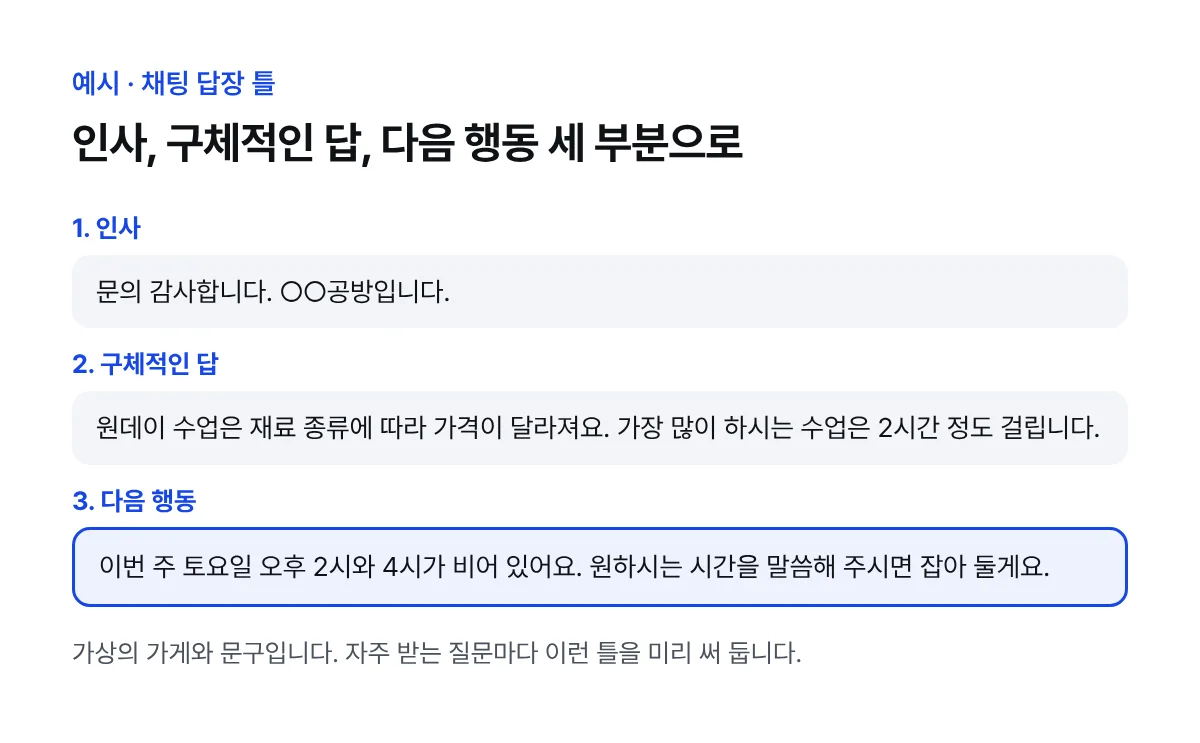 예시 · 채팅 답장 틀
인사, 구체적인 답, 다음 행동 세 부분으로
1. 인사
문의 감사합니다. 〇〇공방입니다.
2. 구체적인 답
원데이 수업은 재료 종류에 따라 가격이 달라져요. 가장 많이 하시는 수업은 2시간 정도 걸립니다.
3. 다음 행동
이번 주 토요일 오후 2시와 4시가 비어 있어요. 원하시는 시간을 말씀해 주시면 잡아 둘게요.
가상의 가게와 문구입니다. 자주 받는 질문마다 이런 틀을 미리 써 둡니다.